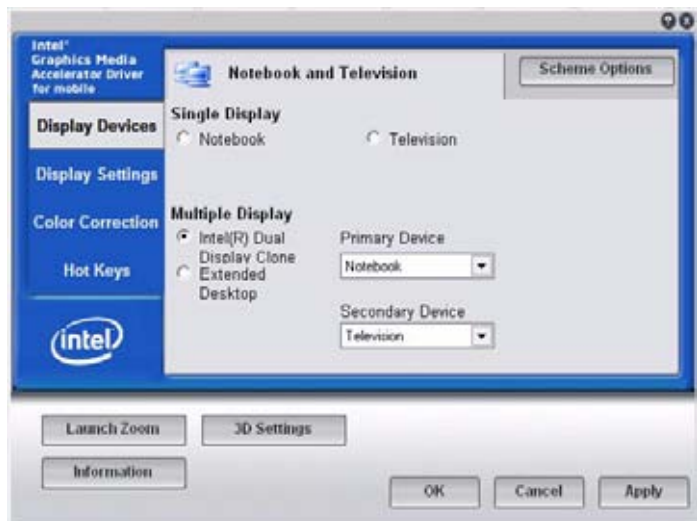 Intel®
Graphics Media
Accelerator Driver
for mobile
Notebook and Television
Scheme Options
Display Devices
Display Settings
Color Correction
Hot Keys
intel
Single Display
Notebook
Television
Multiple Display
Intel(R) Dual
Display Clone
Extended
Desktop
Primary Device
Notebook
Secondary Device
Television
Launch Zoom
3D Settings
Information
OK
Cancel
Apply